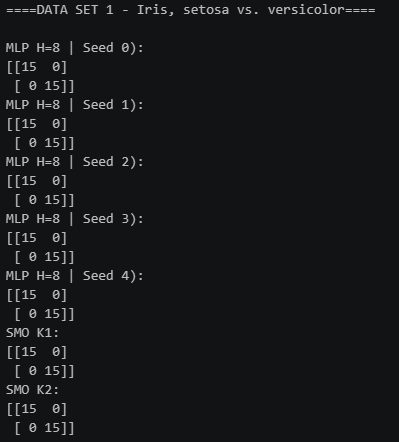 ====DATA SET 1 - Iris, setosa vs. versicolor====
MLP H=8 | Seed 0):
[[15  0]
 [ 0 15]]
MLP H=8 | Seed 1):
[[15  0]
 [ 0 15]]
MLP H=8 | Seed 2):
[[15  0]
 [ 0 15]]
MLP H=8 | Seed 3):
[[15  0]
 [ 0 15]]
MLP H=8 | Seed 4):
[[15  0]
 [ 0 15]]
SMO K1:
[[15  0]
 [ 0 15]]
SMO K2:
[[15  0]
 [ 0 15]]